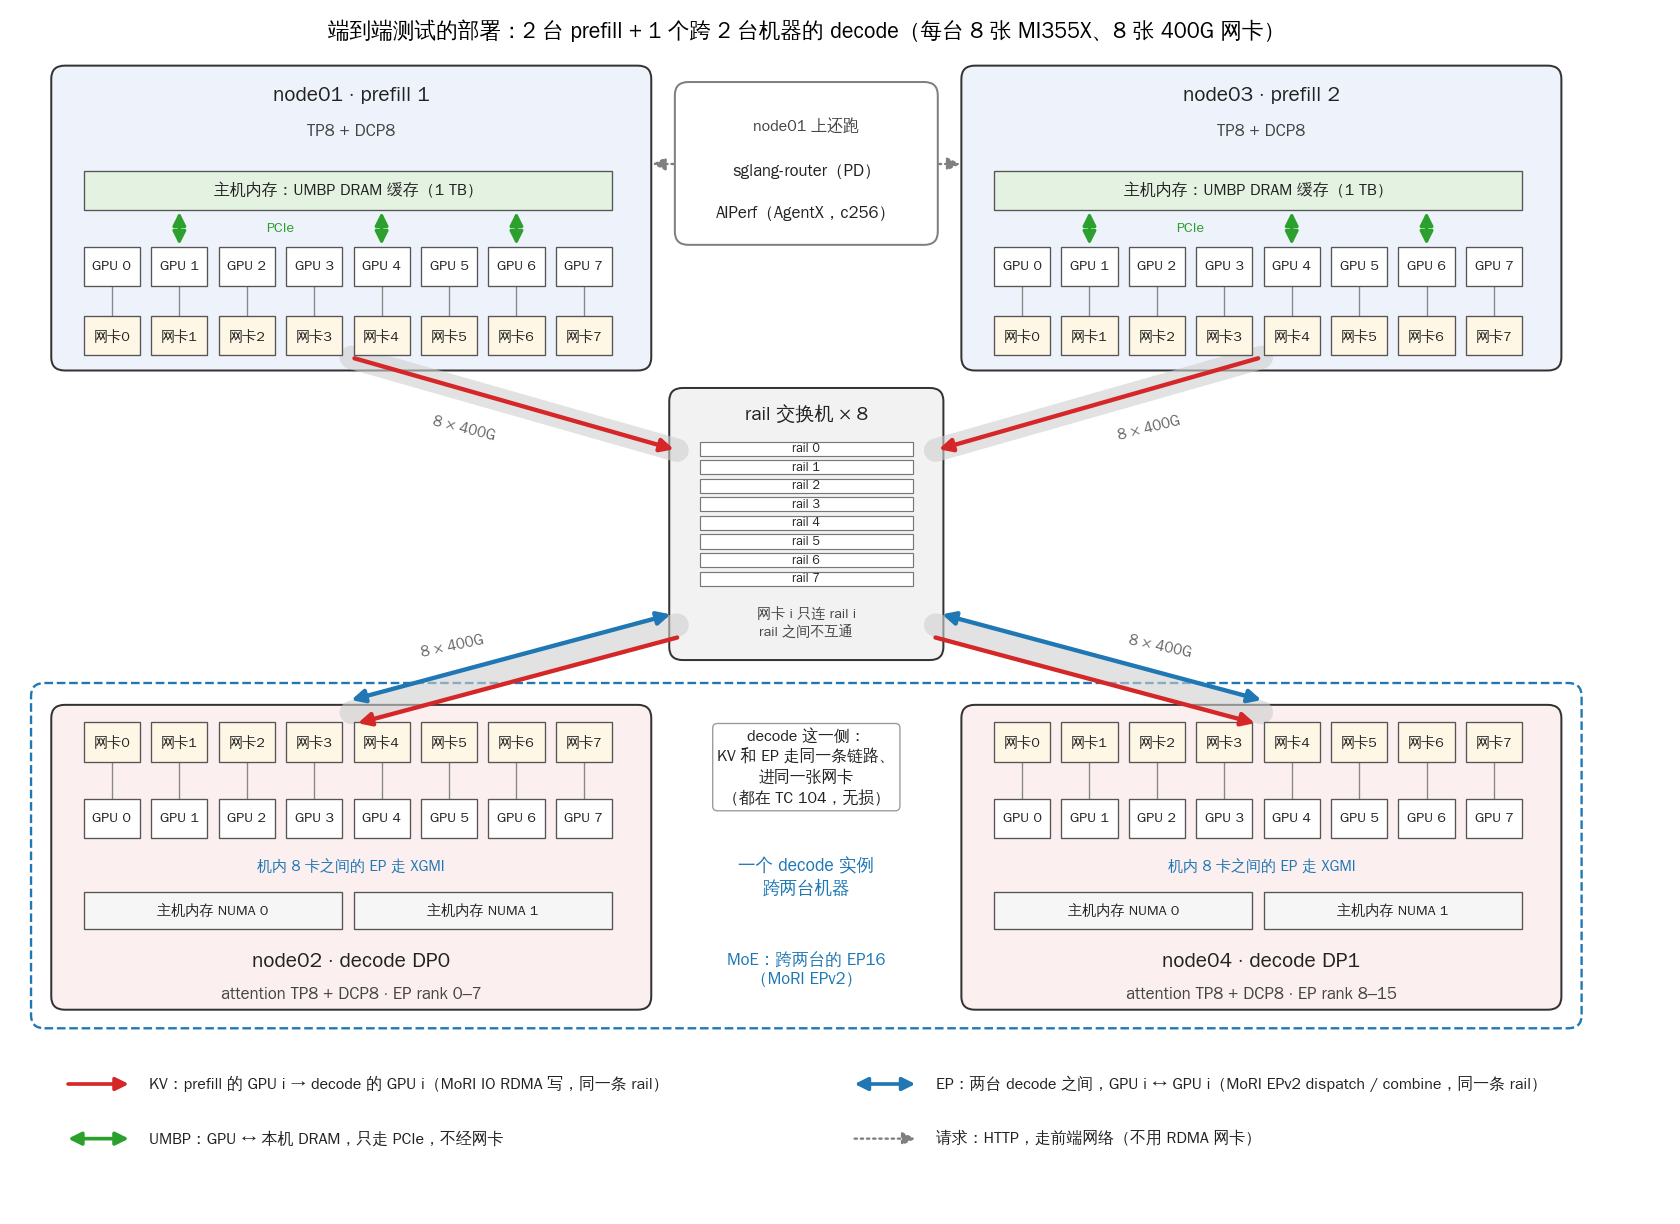 端到端测试的部署：2 台 prefill + 1 个跨 2 台机器的 decode（每台 8 张 MI355X、8 张 400G 网卡）
node01 · prefill 1
TP8 + DCP8
主机内存：UMBP DRAM 缓存（1 TB）
PCIe
GPU 0 GPU 1 GPU 2 GPU 3 GPU 4 GPU 5 GPU 6 GPU 7
网卡0 网卡1 网卡2 网卡3 网卡4 网卡5 网卡6 网卡7
node01 上还跑
sglang-router（PD）
AIPerf（AgentX，c256）
node03 · prefill 2
TP8 + DCP8
主机内存：UMBP DRAM 缓存（1 TB）
PCIe
GPU 0 GPU 1 GPU 2 GPU 3 GPU 4 GPU 5 GPU 6 GPU 7
网卡0 网卡1 网卡2 网卡3 网卡4 网卡5 网卡6 网卡7
8 × 400G
8 × 400G
rail 交换机 × 8
rail 0
rail 1
rail 2
rail 3
rail 4
rail 5
rail 6
rail 7
网卡 i 只连 rail i
rail 之间不互通
8 × 400G
8 × 400G
网卡0 网卡1 网卡2 网卡3 网卡4 网卡5 网卡6 网卡7
GPU 0 GPU 1 GPU 2 GPU 3 GPU 4 GPU 5 GPU 6 GPU 7
机内 8 卡之间的 EP 走 XGMI
主机内存 NUMA 0 主机内存 NUMA 1
node02 · decode DP0
attention TP8 + DCP8 · EP rank 0–7
decode 这一侧：
KV 和 EP 走同一条链路、
进同一张网卡
（都在 TC 104，无损）
一个 decode 实例
跨两台机器
MoE：跨两台的 EP16
（MoRI EPv2）
网卡0 网卡1 网卡2 网卡3 网卡4 网卡5 网卡6 网卡7
GPU 0 GPU 1 GPU 2 GPU 3 GPU 4 GPU 5 GPU 6 GPU 7
机内 8 卡之间的 EP 走 XGMI
主机内存 NUMA 0 主机内存 NUMA 1
node04 · decode DP1
attention TP8 + DCP8 · EP rank 8–15
KV：prefill 的 GPU i → decode 的 GPU i（MoRI IO RDMA 写，同一条 rail）
EP：两台 decode 之间，GPU i ↔ GPU i（MoRI EPv2 dispatch / combine，同一条 rail）
UMBP：GPU ↔ 本机 DRAM，只走 PCIe，不经网卡
请求：HTTP，走前端网络（不用 RDMA 网卡）